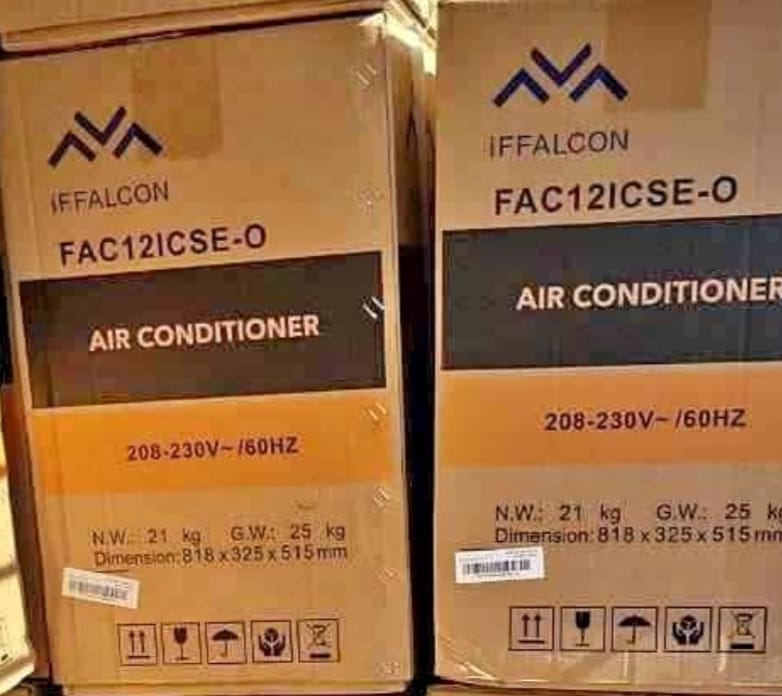 iFFALCON
FAC12ICSE-O
AIR CONDITIONER
208-230V~ /60HZ
N.W.: 21 kg G.W.: 25 kg
Dimension:818 x 325 x 515 mm
iFFALCON
FAC12ICSE-O
AIR CONDITIONER
208-230V~ /60HZ
N.W.: 21 kg G.W.: 25 kg
Dimension:818 x 325 x 515 mm